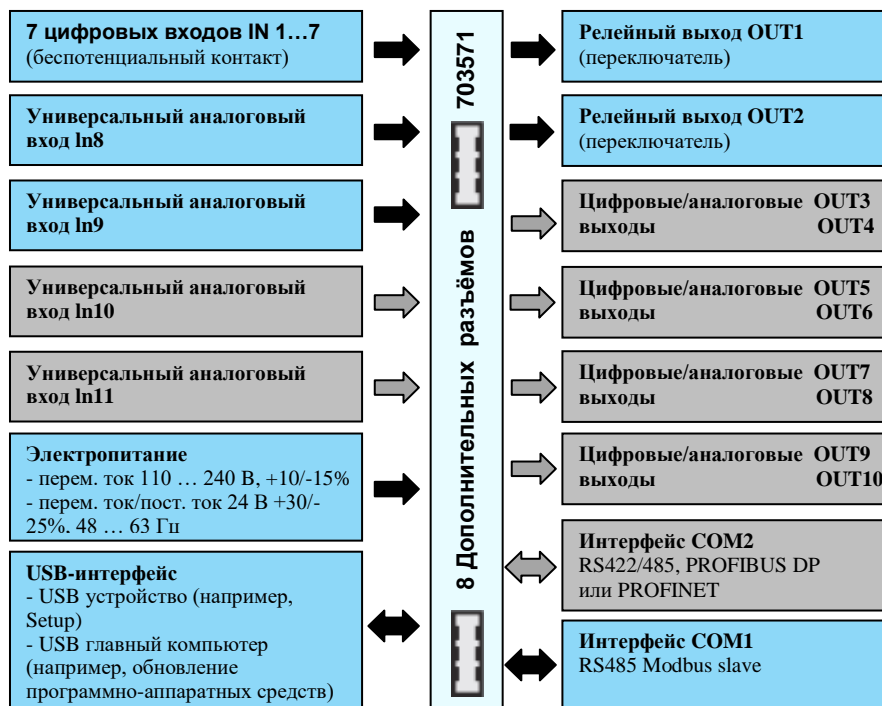 7 цифровых входов IN 1…7
(беспотенциальный контакт)
Универсальный аналоговый
вход ln8
Универсальный аналоговый
вход ln9
Универсальный аналоговый
вход ln10
Универсальный аналоговый
вход ln11
Электропитание
- перем. ток 110 … 240 В, +10/-15%
- перем. ток/пост. ток 24 В +30/-
25%, 48 … 63 Гц
USB-интерфейс
- USB устройство (например,
Setup)
- USB главный компьютер
(например, обновление
программно-аппаратных средств)
8 Дополнительных разъёмов 703571
Релейный выход OUT1
(переключатель)
Релейный выход OUT2
(переключатель)
Цифровые/аналоговые OUT3
выходы OUT4
Цифровые/аналоговые OUT5
выходы OUT6
Цифровые/аналоговые OUT7
выходы OUT8
Цифровые/аналоговые OUT9
выходы OUT10
Интерфейс COM2
RS422/485, PROFIBUS DP
или PROFINET
Интерфейс COM1
RS485 Modbus slave